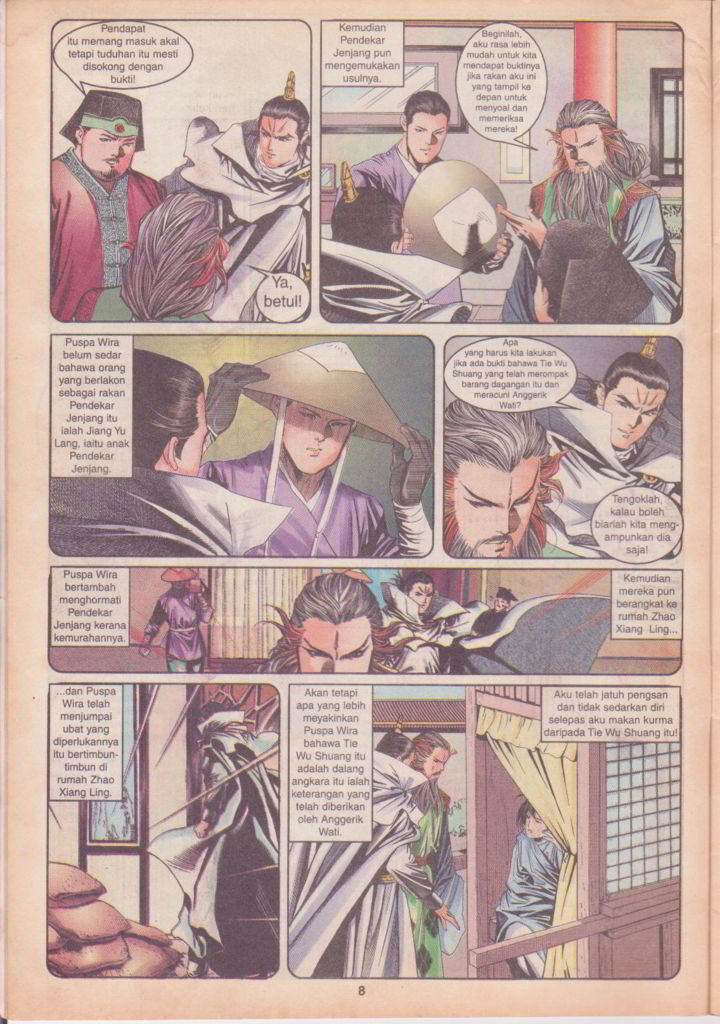 Pendapat
itu memang masuk akal
tetapi tuduhan itu mesti
disokong dengan
bukti!
Ya,
betul!
Kemudian
Pendekar
Jenjang pun
mengemukakan
usulnya.
Beginilah,
aku rasa lebih
mudah untuk kita
mendapat buktinya
jika rakan aku ini
yang tampil ke
depan untuk
menyoal dan
memeriksa
mereka!
Puspa Wira
belum sedar
bahawa orang
yang berlakon
sebagai rakan
Pendekar
Jenjang itu
ialah Jiang Yu
Lang, iaitu anak
Pendekar
Jenjang.
Apa
yang harus kita lakukan
jika ada bukti bahawa Tie Wu
Shuang yang telah merompak
barang dagangan itu dan
meracuni Anggerik
Wati?
Tengoklah,
kalau boleh
biarlah kita meng-
ampunkan dia
saja!
Puspa Wira
bertambah
menghormati
Pendekar
Jenjang kerana
kemurahannya.
Kemudian
mereka pun
berangkat ke
rumah Zhao
Xiang Ling...
...dan Puspa
Wira telah
menjumpai
ubat yang
diperlukannya
itu bertimbun-
timbun di
rumah Zhao
Xiang Ling.
Akan tetapi
apa yang lebih
meyakinkan
Puspa Wira
bahawa Tie
Wu Shuang itu
adalah dalang
angkara itu ialah
keterangan yang
telah diberikan
oleh Anggerik
Wati.
Aku telah jatuh pengsan
dan tidak sedarkan diri
selepas aku makan kurma
daripada Tie Wu Shuang itu!
8